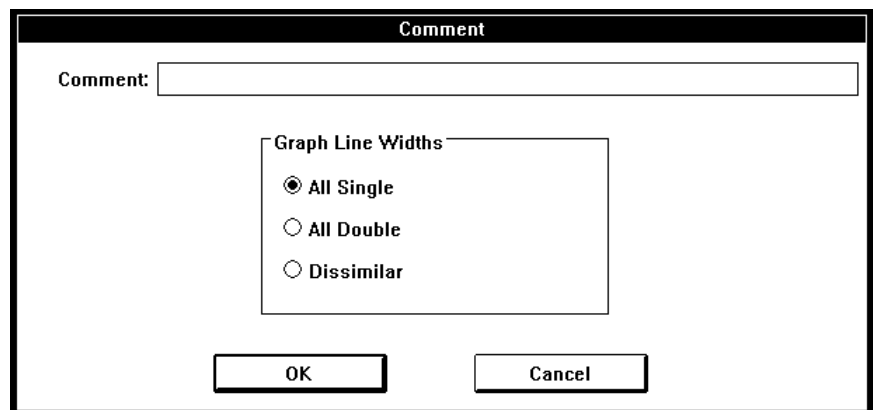 Comment
Comment:
Graph Line Widths
All Single
All Double
Dissimilar
OK Cancel